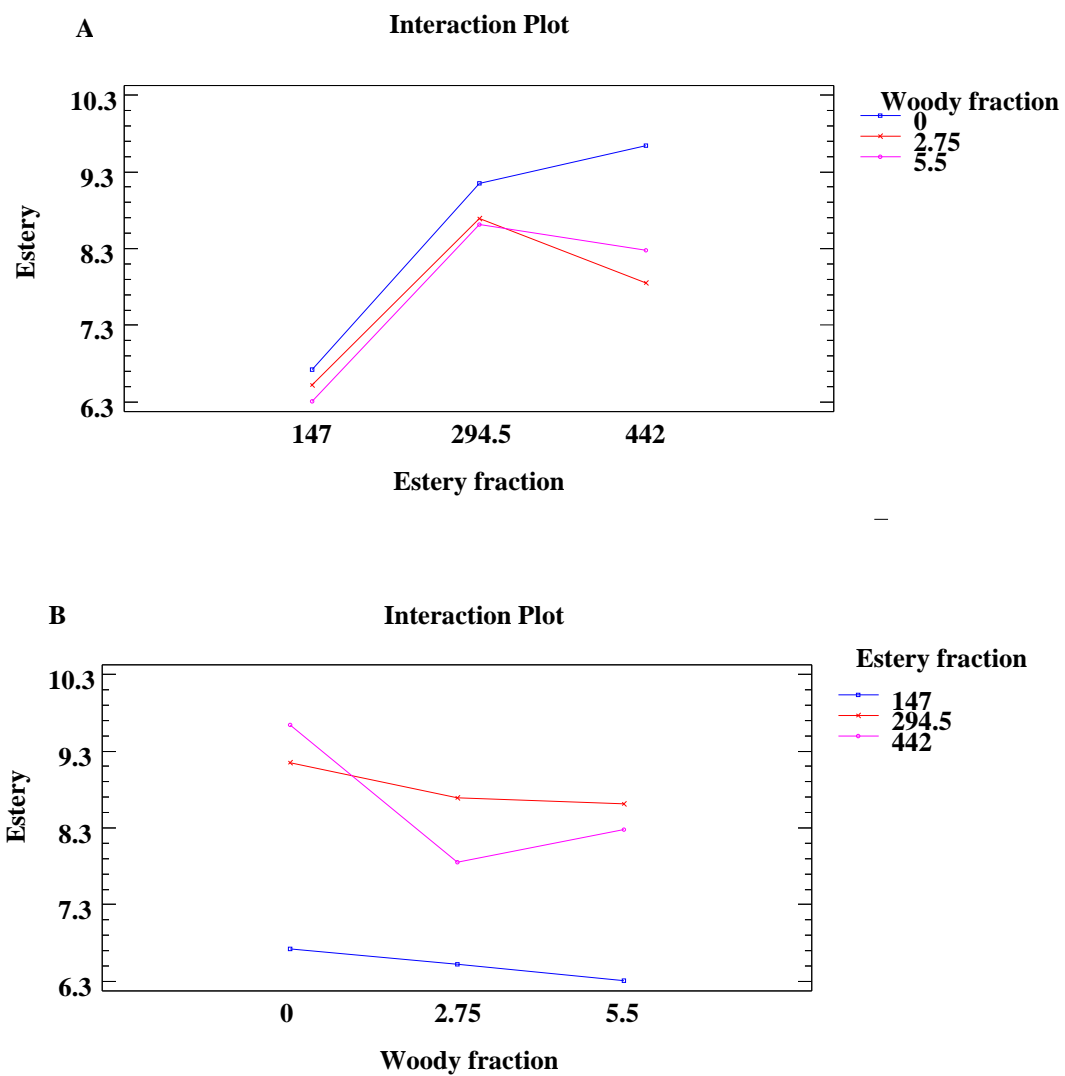 A
Interaction Plot
10.3
9.3
8.3
7.3
6.3
Estery
147 294.5 442
Estery fraction
Woody fraction
0
2.75
5.5
B
Interaction Plot
10.3
9.3
8.3
7.3
6.3
Estery
0 2.75 5.5
Woody fraction
Estery fraction
147
294.5
442